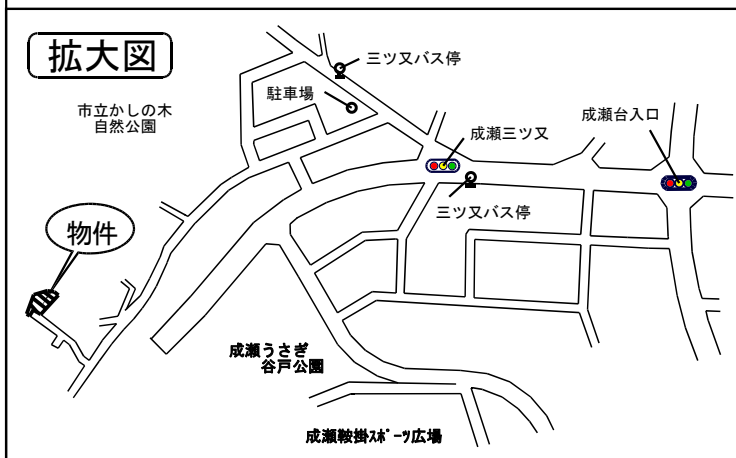 拡大図
三ツ又バス停
駐車場
市立かしの木
自然公園
成瀬三ツ又
成瀬台入口
三ツ又バス停
物件
成瀬うさぎ
谷戸公園
成瀬鞍掛ｽﾎﾟｰﾂ広場